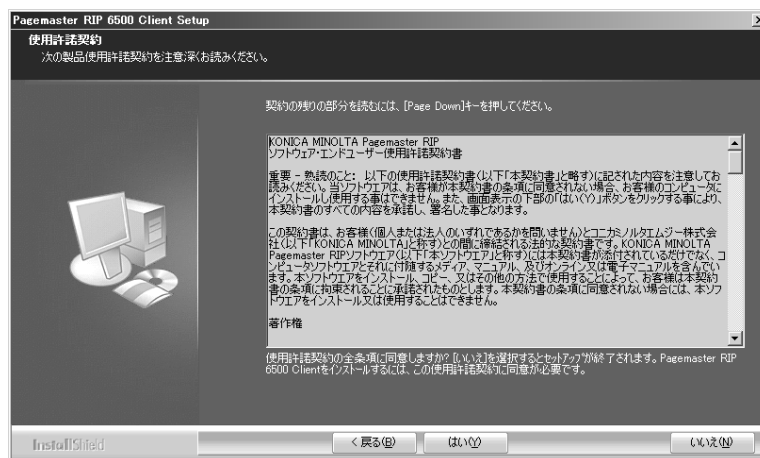 Pagemaster RIP 6500 Client Setup
使用許諾契約
次の製品使用許諾契約を注意深くお読みください。
契約の残りの部分を読むには、[Page Down]キーを押してください。
KONICA MINOLTA Pagemaster RIP
ソフトウェア・エンドユーザー使用許諾契約書
重要 - 熟読のこと: 以下の使用許諾契約書(以下「本契約書」と略す)に記された内容を注意してお
読みください。当ソフトウエアは、お客様が本契約書の条項に同意されない場合、お客様のコンピュータに
インストールし使用する事はできません。また、画面表示の下部の「はい(Y)」ボタンをクリックする事により、
本契約書のすべての内容を承諾し、署名した事となります。
この契約書は、お客様(個人または法人のいずれであるかを問いません)とコニカミノルタエムジー株式会
社(以下「KONICA MINOLTA」と称す)との間に締結される法的な契約書です。KONICA MINOLTA
Pagemaster RIPソフトウェア(以下「本ソフトウエア」と称す)には本契約書が添付されているだけでなく、コ
ンピュータソフトウエアとそれに付随するメディア、マニュアル、及びオンライン又は電子マニュアルを含んでい
ます。本ソフトウエアをインストール、コピー、又はその他の方法で使用することによって、お客様は本契約
書の条項に拘束されることに承諾されたものとします。本契約書の条項に同意されない場合には、本ソフ
トウエアをインストール又は使用することはできません。
著作権
使用許諾契約の全条項に同意しますか? [いいえ]を選択するとセットアップが終了されます。Pagemaster RIP
6500 Clientをインストールするには、この使用許諾契約に同意が必要です。
InstallShield
< 戻る(B) はい(Y) いいえ(N)